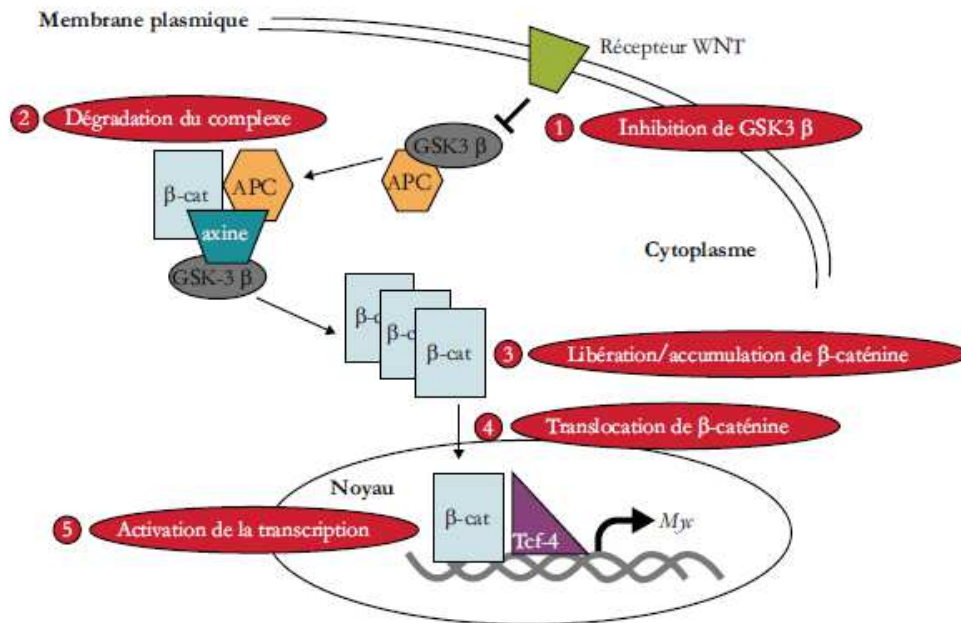 Membrane plasmique
Récepteur WNT
2 Dégradation du complexe
1 Inhibition de GSK3 β
GSK3 β
APC
β-cat
APC
axine
GSK-3 β
Cytoplasme
β-c
β-c
β-cat
3 Libération/accumulation de β-caténine
4 Translocation de β-caténine
Noyau
5 Activation de la transcription
β-cat
Tcf-4
Myc